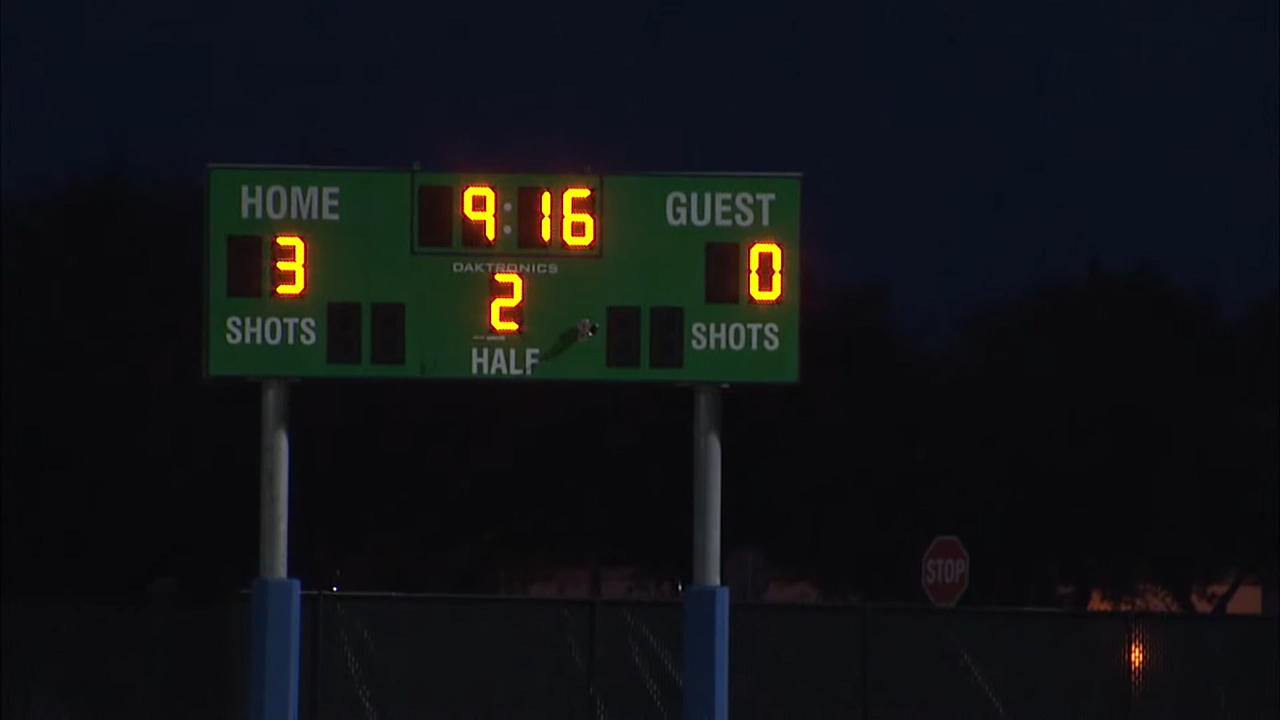 HOME 9:16 GUEST
3 0
DAKTRONICS
2
SHOTS SHOTS
HALF
STOP